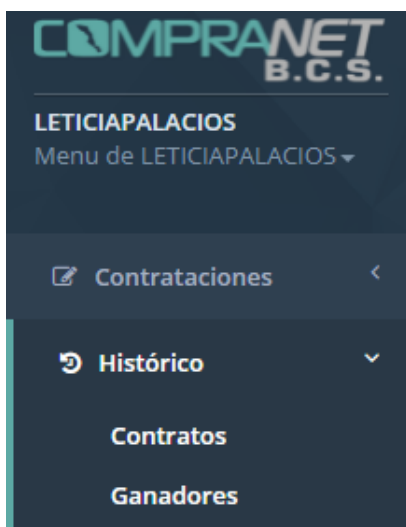 COMPRANET
B.C.S.
LETICIAPALACIOS
Menu de LETICIAPALACIOS
Contrataciones
Histórico
Contratos
Ganadores